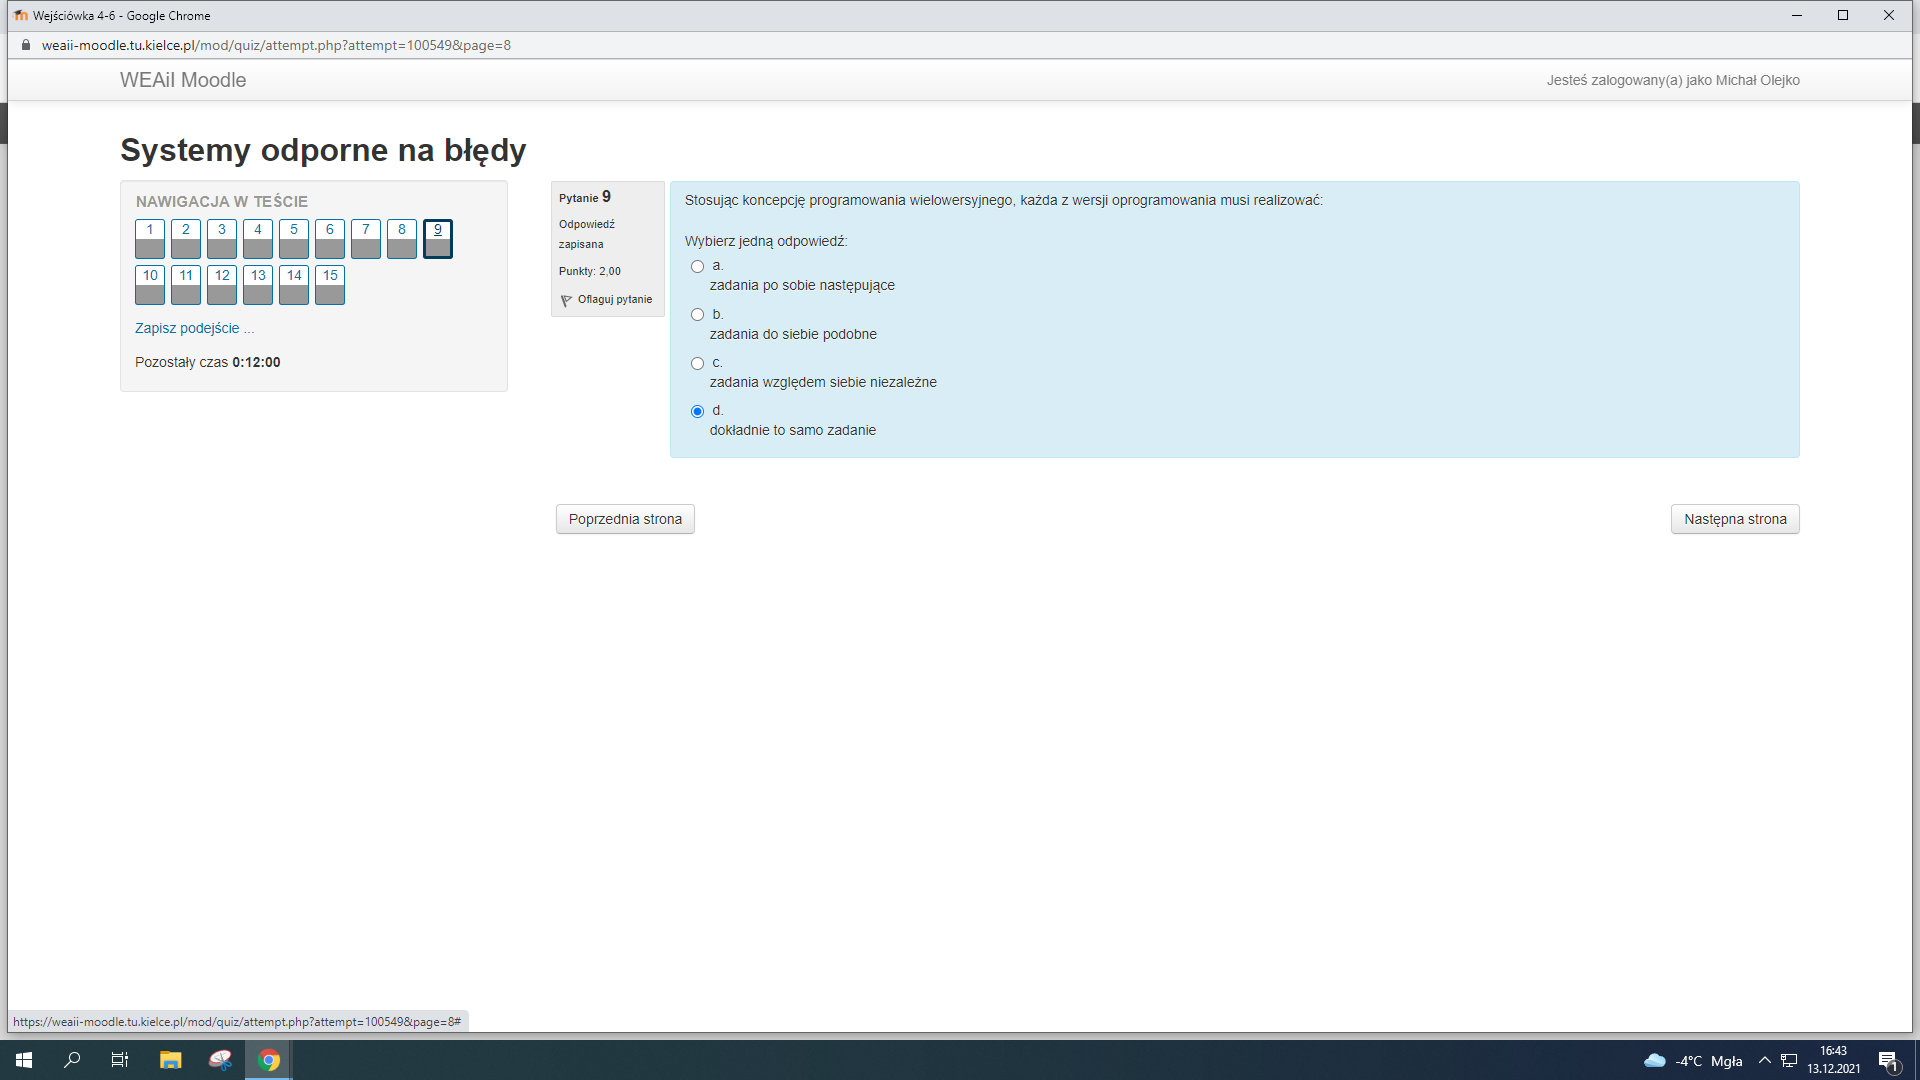 Wejściówka 4-6 - Google Chrome
weaii-moodle.tu.kielce.pl/mod/quiz/attempt.php?attempt=100549&page=8
WEAiI Moodle
Jesteś zalogowany(a) jako Michał Olejko
Systemy odporne na błędy
NAWIGACJA W TEŚCIE
1 2 3 4 5 6 7 8 9
10 11 12 13 14 15
Zapisz podejście ...
Pozostały czas 0:12:00
Pytanie 9
Odpowiedź
zapisana
Punkty: 2,00
Oflaguj pytanie
Stosując koncepcję programowania wielowersyjnego, każda z wersji oprogramowania musi realizować:
Wybierz jedną odpowiedź:
a.
zadania po sobie następujące
b.
zadania do siebie podobne
c.
zadania względem siebie niezależne
d.
dokładnie to samo zadanie
Poprzednia strona
Następna strona
https://weaii-moodle.tu.kielce.pl/mod/quiz/attempt.php?attempt=100549&page=8#
-4°C Mgła
16:43
13.12.2021
1